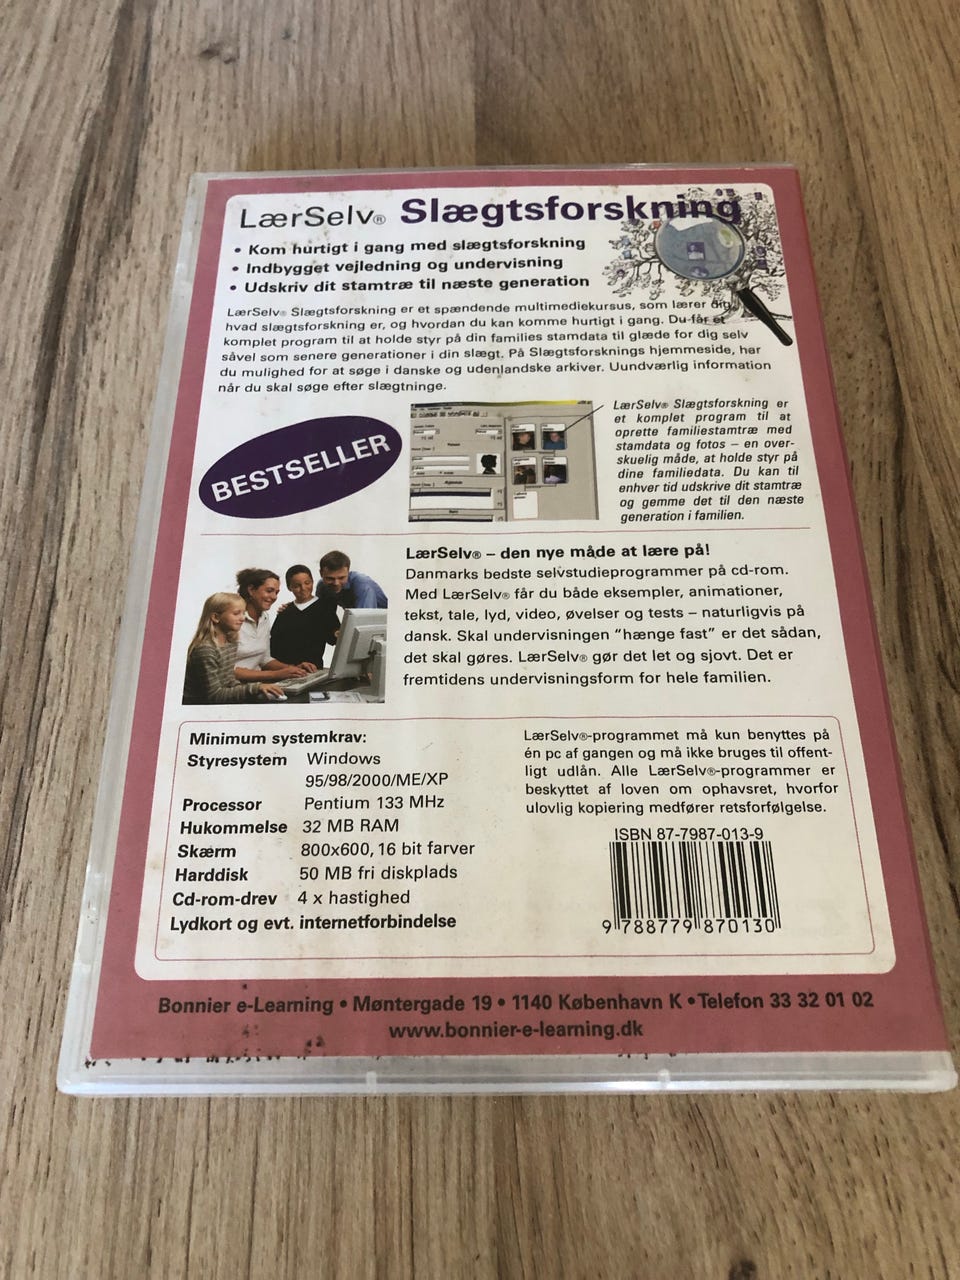 LærSelv® Slægtsforskning
• Kom hurtigt i gang med slægtsforskning
• Indbygget vejledning og undervisning
• Udskriv dit stamtræ til næste generation
LærSelv® Slægtsforskning er et spændende multimediekursus, som lærer dig,
hvad slægtsforskning er, og hvordan du kan komme hurtigt i gang. Du får et
komplet program til at holde styr på din families stamdata til glæde for dig selv
såvel som senere generationer i din slægt. På Slægtsforsknings hjemmeside, har
du mulighed for at søge i danske og udenlandske arkiver. Uundværlig information
når du skal søge efter slægtninge.
BESTSELLER
LærSelv® Slægtsforskning er
et komplet program til at
oprette familiestamtræ med
stamdata og fotos – en over-
skuelig måde, at holde styr på
dine familiedata. Du kan til
enhver tid udskrive dit stamtræ
og gemme det til den næste
generation i familien.
LærSelv® – den nye måde at lære på!
Danmarks bedste selvstudieprogrammer på cd-rom.
Med LærSelv® får du både eksempler, animationer,
tekst, tale, lyd, video, øvelser og tests – naturligvis på
dansk. Skal undervisningen "hænge fast" er det sådan,
det skal gøres. LærSelv® gør det let og sjovt. Det er
fremtidens undervisningsform for hele familien.
Minimum systemkrav:
Styresystem Windows
95/98/2000/ME/XP
Processor Pentium 133 MHz
Hukommelse 32 MB RAM
Skærm 800x600, 16 bit farver
Harddisk 50 MB fri diskplads
Cd-rom-drev 4 x hastighed
Lydkort og evt. internetforbindelse
LærSelv®-programmet må kun benyttes på
én pc af gangen og må ikke bruges til offent-
ligt udlån. Alle LærSelv®-programmer er
beskyttet af loven om ophavsret, hvorfor
ulovlig kopiering medfører retsforfølgelse.
ISBN 87-7987-013-9
9 788779 870130
Bonnier e-Learning • Møntergade 19 • 1140 København K • Telefon 33 32 01 02
www.bonnier-e-learning.dk